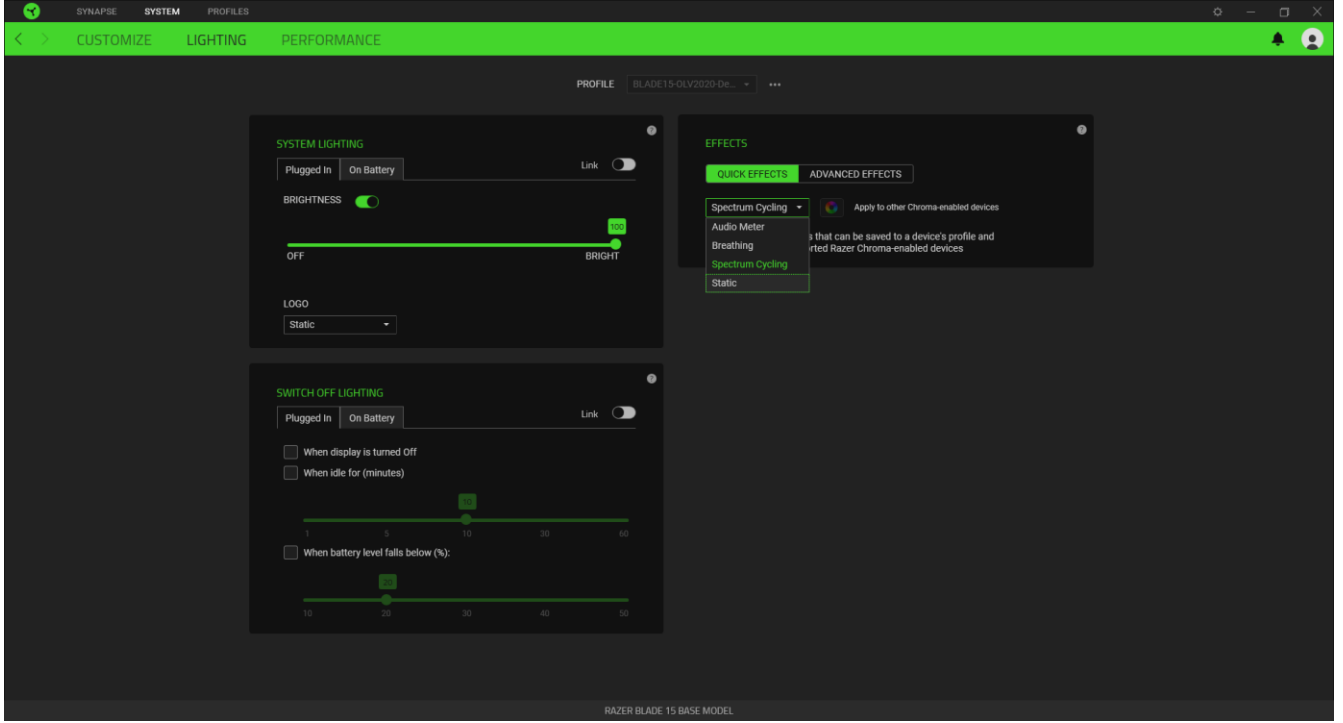 SYNAPSE SYSTEM PROFILES
CUSTOMIZE LIGHTING PERFORMANCE
PROFILE BLADE15-OLV2020-De...
SYSTEM LIGHTING
Plugged In On Battery Link
BRIGHTNESS
100
OFF BRIGHT
LOGO
Static
SWITCH OFF LIGHTING
Plugged In On Battery Link
When display is turned Off
When idle for (minutes)
10
1 5 10 30 60
When battery level falls below (%):
20
10 20 30 40 50
EFFECTS
QUICK EFFECTS ADVANCED EFFECTS
Spectrum Cycling Apply to other Chroma-enabled devices
Audio Meter
Breathing
Spectrum Cycling
Static
s that can be saved to a device's profile and
orted Razer Chroma-enabled devices
RAZER BLADE 15 BASE MODEL